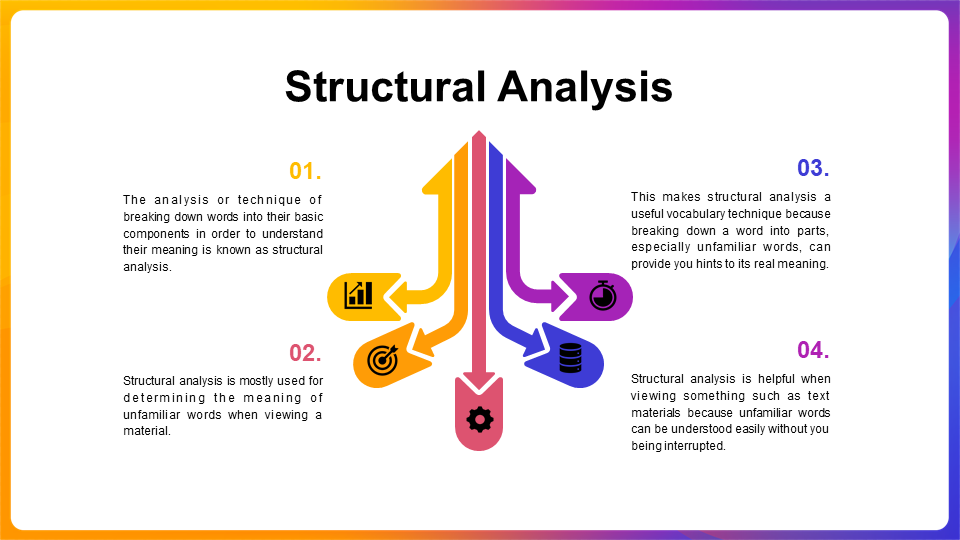 Structural Analysis
01.
The analysis or technique of
breaking down words into their basic
components in order to understand
their meaning is known as structural
analysis.
02.
Structural analysis is mostly used for
determining the meaning of
unfamiliar words when viewing a
material.
03.
This makes structural analysis a
useful vocabulary technique because
breaking down a word into parts,
especially unfamiliar words, can
provide you hints to its real meaning.
04.
Structural analysis is helpful when
viewing something such as text
materials because unfamiliar words
can be understood easily without you
being interrupted.